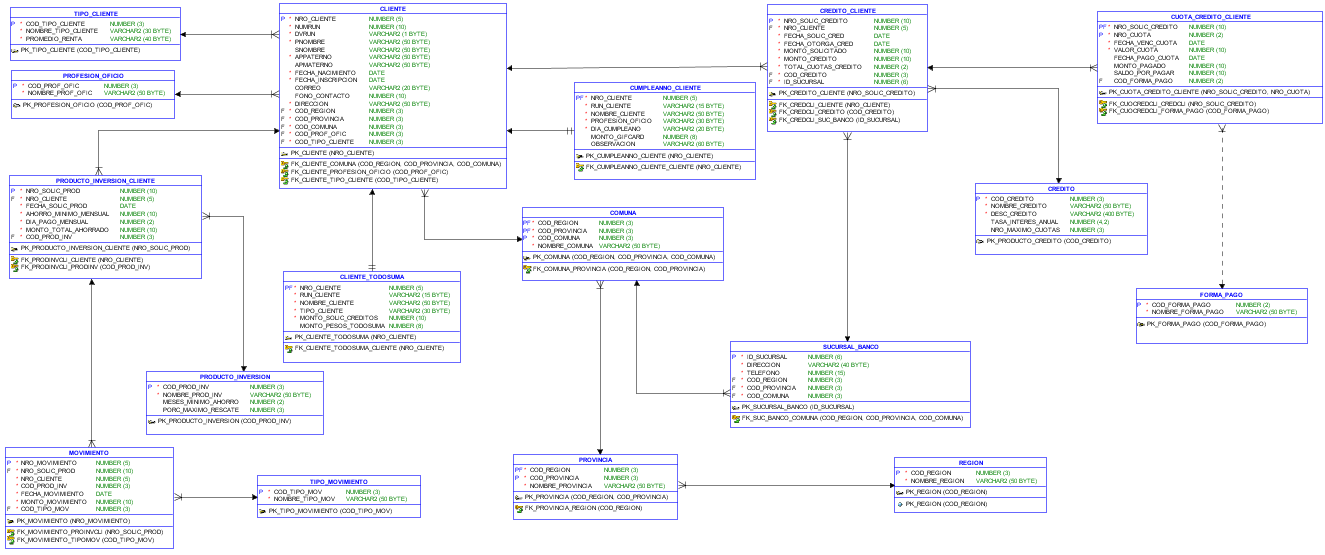 TIPO_CLIENTE
P * COD_TIPO_CLIENTE NUMBER (3)
* NOMBRE_TIPO_CLIENTE VARCHAR2 (30 BYTE)
* PROMEDIO_RENTA VARCHAR2 (40 BYTE)
PK_TIPO_CLIENTE (COD_TIPO_CLIENTE)
PROFESION_OFICIO
P * COD_PROF_OFIC NUMBER (3)
* NOMBRE_PROF_OFIC VARCHAR2 (50 BYTE)
PK_PROFESION_OFICIO (COD_PROF_OFIC)
CLIENTE
P * NRO_CLIENTE NUMBER (5)
* NUMRUN NUMBER (10)
* DVRUN VARCHAR2 (1 BYTE)
* PNOMBRE VARCHAR2 (50 BYTE)
SNOMBRE VARCHAR2 (50 BYTE)
* APPATERNO VARCHAR2 (50 BYTE)
APMATERNO VARCHAR2 (50 BYTE)
* FECHA_NACIMIENTO DATE
* FECHA_INSCRIPCION DATE
CORREO VARCHAR2 (20 BYTE)
FONO_CONTACTO NUMBER (10)
* DIRECCION VARCHAR2 (50 BYTE)
F * COD_REGION NUMBER (3)
F * COD_PROVINCIA NUMBER (3)
F * COD_COMUNA NUMBER (3)
F * COD_PROF_OFIC NUMBER (3)
F * COD_TIPO_CLIENTE NUMBER (3)
PK_CLIENTE (NRO_CLIENTE)
FK_CLIENTE_COMUNA (COD_REGION, COD_PROVINCIA, COD_COMUNA)
FK_CLIENTE_PROFESION_OFICIO (COD_PROF_OFIC)
FK_CLIENTE_TIPO_CLIENTE (COD_TIPO_CLIENTE)
CUMPLEANNO_CLIENTE
PF * NRO_CLIENTE NUMBER (5)
* RUN_CLIENTE VARCHAR2 (15 BYTE)
* NOMBRE_CLIENTE VARCHAR2 (50 BYTE)
* PROFESION_OFICIO VARCHAR2 (30 BYTE)
* DIA_CUMPLEANO VARCHAR2 (20 BYTE)
MONTO_GIFCARD NUMBER (8)
OBSERVACION VARCHAR2 (60 BYTE)
PK_CUMPLEANNO_CLIENTE (NRO_CLIENTE)
FK_CUMPLEANNO_CLIENTE_CLIENTE (NRO_CLIENTE)
CREDITO_CLIENTE
P * NRO_SOLIC_CREDITO NUMBER (10)
F * NRO_CLIENTE NUMBER (5)
* FECHA_SOLIC_CRED DATE
* FECHA_OTORGA_CRED DATE
* MONTO_SOLICITADO NUMBER (10)
* MONTO_CREDITO NUMBER (10)
* TOTAL_CUOTAS_CREDITO NUMBER (2)
F * COD_CREDITO NUMBER (3)
F * ID_SUCURSAL NUMBER (6)
PK_CREDITO_CLIENTE (NRO_SOLIC_CREDITO)
FK_CREDCLI_CLIENTE (NRO_CLIENTE)
FK_CREDCLI_CREDITO (COD_CREDITO)
FK_CREDCLI_SUC_BANCO (ID_SUCURSAL)
CUOTA_CREDITO_CLIENTE
PF * NRO_SOLIC_CREDITO NUMBER (10)
P * NRO_CUOTA NUMBER (2)
* FECHA_VENC_CUOTA DATE
* VALOR_CUOTA NUMBER (10)
FECHA_PAGO_CUOTA DATE
MONTO_PAGADO NUMBER (10)
SALDO_POR_PAGAR NUMBER (10)
F COD_FORMA_PAGO NUMBER (2)
PK_CUOTA_CREDITO_CLIENTE (NRO_SOLIC_CREDITO, NRO_CUOTA)
FK_CUOCREDCLI_CREDCLI (NRO_SOLIC_CREDITO)
FK_CUOCREDCLI_FORMA_PAGO (COD_FORMA_PAGO)
PRODUCTO_INVERSION_CLIENTE
P * NRO_SOLIC_PROD NUMBER (10)
F * NRO_CLIENTE NUMBER (5)
* FECHA_SOLIC_PROD DATE
* AHORRO_MINIMO_MENSUAL NUMBER (10)
* DIA_PAGO_MENSUAL NUMBER (2)
* MONTO_TOTAL_AHORRADO NUMBER (10)
F * COD_PROD_INV NUMBER (3)
PK_PRODUCTO_INVERSION_CLIENTE (NRO_SOLIC_PROD)
FK_PRODINVCLI_CLIENTE (NRO_CLIENTE)
FK_PRODINVCLI_PRODINV (COD_PROD_INV)
CREDITO
P * COD_CREDITO NUMBER (3)
* NOMBRE_CREDITO VARCHAR2 (50 BYTE)
* DESC_CREDITO VARCHAR2 (400 BYTE)
TASA_INTERES_ANUAL NUMBER (4,2)
NRO_MAXIMO_CUOTAS NUMBER (3)
PK_PRODUCTO_CREDITO (COD_CREDITO)
COMUNA
PF * COD_REGION NUMBER (3)
PF * COD_PROVINCIA NUMBER (3)
P * COD_COMUNA NUMBER (3)
* NOMBRE_COMUNA VARCHAR2 (50 BYTE)
PK_COMUNA (COD_REGION, COD_PROVINCIA, COD_COMUNA)
FK_COMUNA_PROVINCIA (COD_REGION, COD_PROVINCIA)
CLIENTE_TODOSUMA
PF * NRO_CLIENTE NUMBER (5)
* RUN_CLIENTE VARCHAR2 (15 BYTE)
* NOMBRE_CLIENTE VARCHAR2 (50 BYTE)
* TIPO_CLIENTE VARCHAR2 (30 BYTE)
* MONTO_SOLIC_CREDITOS NUMBER (10)
MONTO_PESOS_TODOSUMA NUMBER (8)
PK_CLIENTE_TODOSUMA (NRO_CLIENTE)
FK_CLIENTE_TODOSUMA_CLIENTE (NRO_CLIENTE)
FORMA_PAGO
P * COD_FORMA_PAGO NUMBER (2)
* NOMBRE_FORMA_PAGO VARCHAR2 (50 BYTE)
PK_FORMA_PAGO (COD_FORMA_PAGO)
SUCURSAL_BANCO
P * ID_SUCURSAL NUMBER (6)
* DIRECCION VARCHAR2 (40 BYTE)
* TELEFONO NUMBER (15)
F * COD_REGION NUMBER (3)
F * COD_PROVINCIA NUMBER (3)
F * COD_COMUNA NUMBER (3)
PK_SUCURSAL_BANCO (ID_SUCURSAL)
FK_SUC_BANCO_COMUNA (COD_REGION, COD_PROVINCIA, COD_COMUNA)
PRODUCTO_INVERSION
P * COD_PROD_INV NUMBER (3)
* NOMBRE_PROD_INV VARCHAR2 (50 BYTE)
MESES_MINIMO_AHORRO NUMBER (2)
PORC_MAXIMO_RESCATE NUMBER (3)
PK_PRODUCTO_INVERSION (COD_PROD_INV)
MOVIMIENTO
P * NRO_MOVIMIENTO NUMBER (5)
F * NRO_SOLIC_PROD NUMBER (10)
* NRO_CLIENTE NUMBER (5)
* COD_PROD_INV NUMBER (3)
* FECHA_MOVIMIENTO DATE
* MONTO_MOVIMIENTO NUMBER (10)
F * COD_TIPO_MOV NUMBER (3)
PK_MOVIMIENTO (NRO_MOVIMIENTO)
FK_MOVIMIENTO_PROINVCLI (NRO_SOLIC_PROD)
FK_MOVIMIENTO_TIPOMOV (COD_TIPO_MOV)
TIPO_MOVIMIENTO
P * COD_TIPO_MOV NUMBER (3)
* NOMBRE_TIPO_MOV VARCHAR2 (50 BYTE)
PK_TIPO_MOVIMIENTO (COD_TIPO_MOV)
PROVINCIA
PF * COD_REGION NUMBER (3)
P * COD_PROVINCIA NUMBER (3)
* NOMBRE_PROVINCIA VARCHAR2 (50 BYTE)
PK_PROVINCIA (COD_REGION, COD_PROVINCIA)
FK_PROVINCIA_REGION (COD_REGION)
REGION
P * COD_REGION NUMBER (3)
* NOMBRE_REGION VARCHAR2 (50 BYTE)
PK_REGION (COD_REGION)
PK_REGION (COD_REGION)